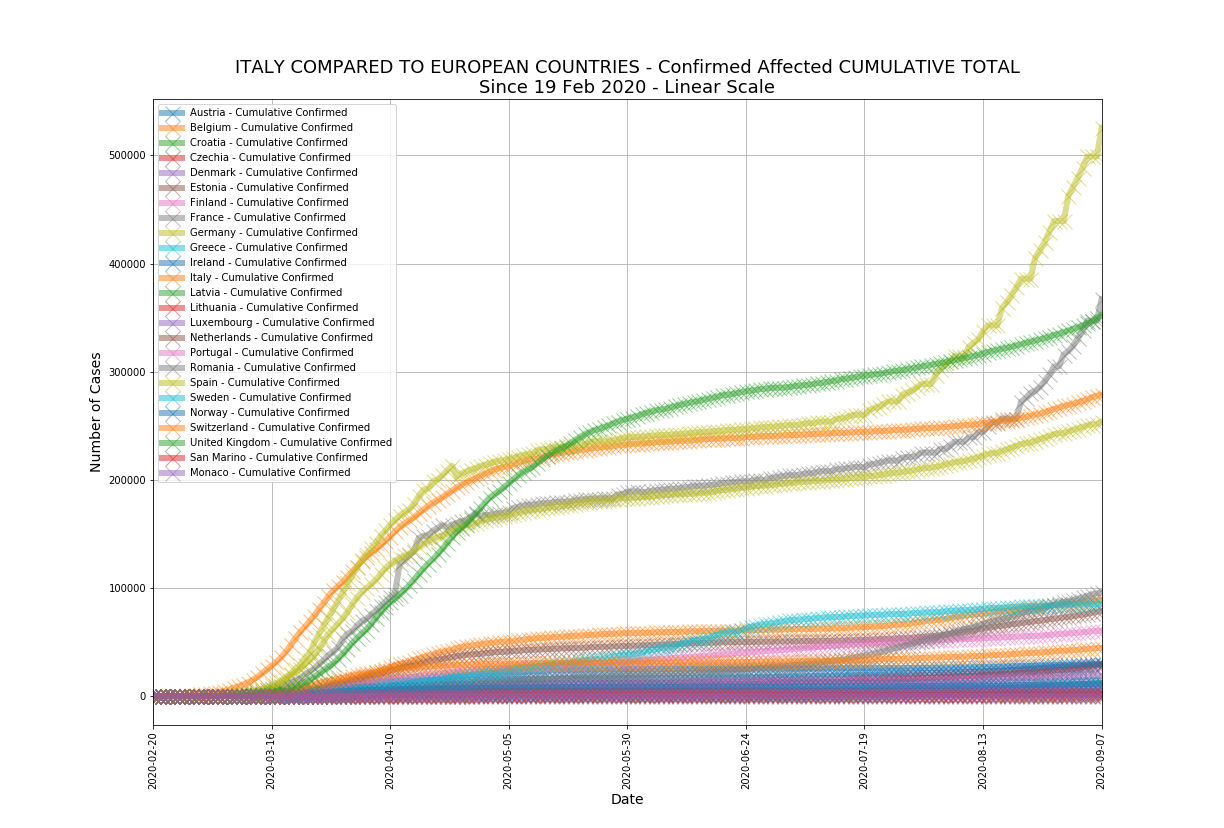 ITALY COMPARED TO EUROPEAN COUNTRIES - Confirmed Affected CUMULATIVE TOTAL
Since 19 Feb 2020 - Linear Scale
Austria - Cumulative Confirmed
Belgium - Cumulative Confirmed
Croatia - Cumulative Confirmed
Czechia - Cumulative Confirmed
Denmark - Cumulative Confirmed
Estonia - Cumulative Confirmed
Finland - Cumulative Confirmed
France - Cumulative Confirmed
Germany - Cumulative Confirmed
Greece - Cumulative Confirmed
Ireland - Cumulative Confirmed
Italy - Cumulative Confirmed
Latvia - Cumulative Confirmed
Lithuania - Cumulative Confirmed
Luxembourg - Cumulative Confirmed
Netherlands - Cumulative Confirmed
Portugal - Cumulative Confirmed
Romania - Cumulative Confirmed
Spain - Cumulative Confirmed
Sweden - Cumulative Confirmed
Norway - Cumulative Confirmed
Switzerland - Cumulative Confirmed
United Kingdom - Cumulative Confirmed
San Marino - Cumulative Confirmed
Monaco - Cumulative Confirmed
Number of Cases
500000
400000
300000
200000
100000
0
2020-02-20
2020-03-16
2020-04-10
2020-05-05
2020-05-30
2020-06-24
2020-07-19
2020-08-13
2020-09-07
Date